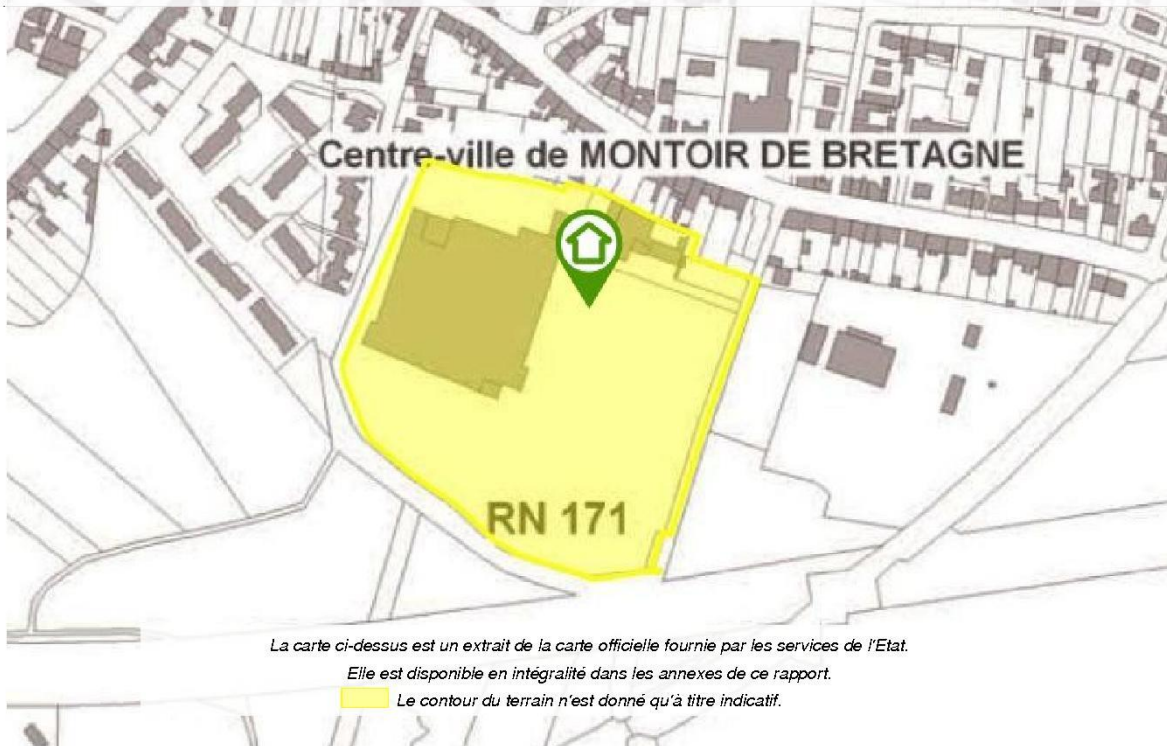 Centre-ville de MONTOIR DE BRETAGNE
RN 171
La carte ci-dessus est un extrait de la carte officielle fournie par les services de l'Etat.
Elle est disponible en intégralité dans les annexes de ce rapport.
Le contour du terrain n'est donné qu'à titre indicatif.